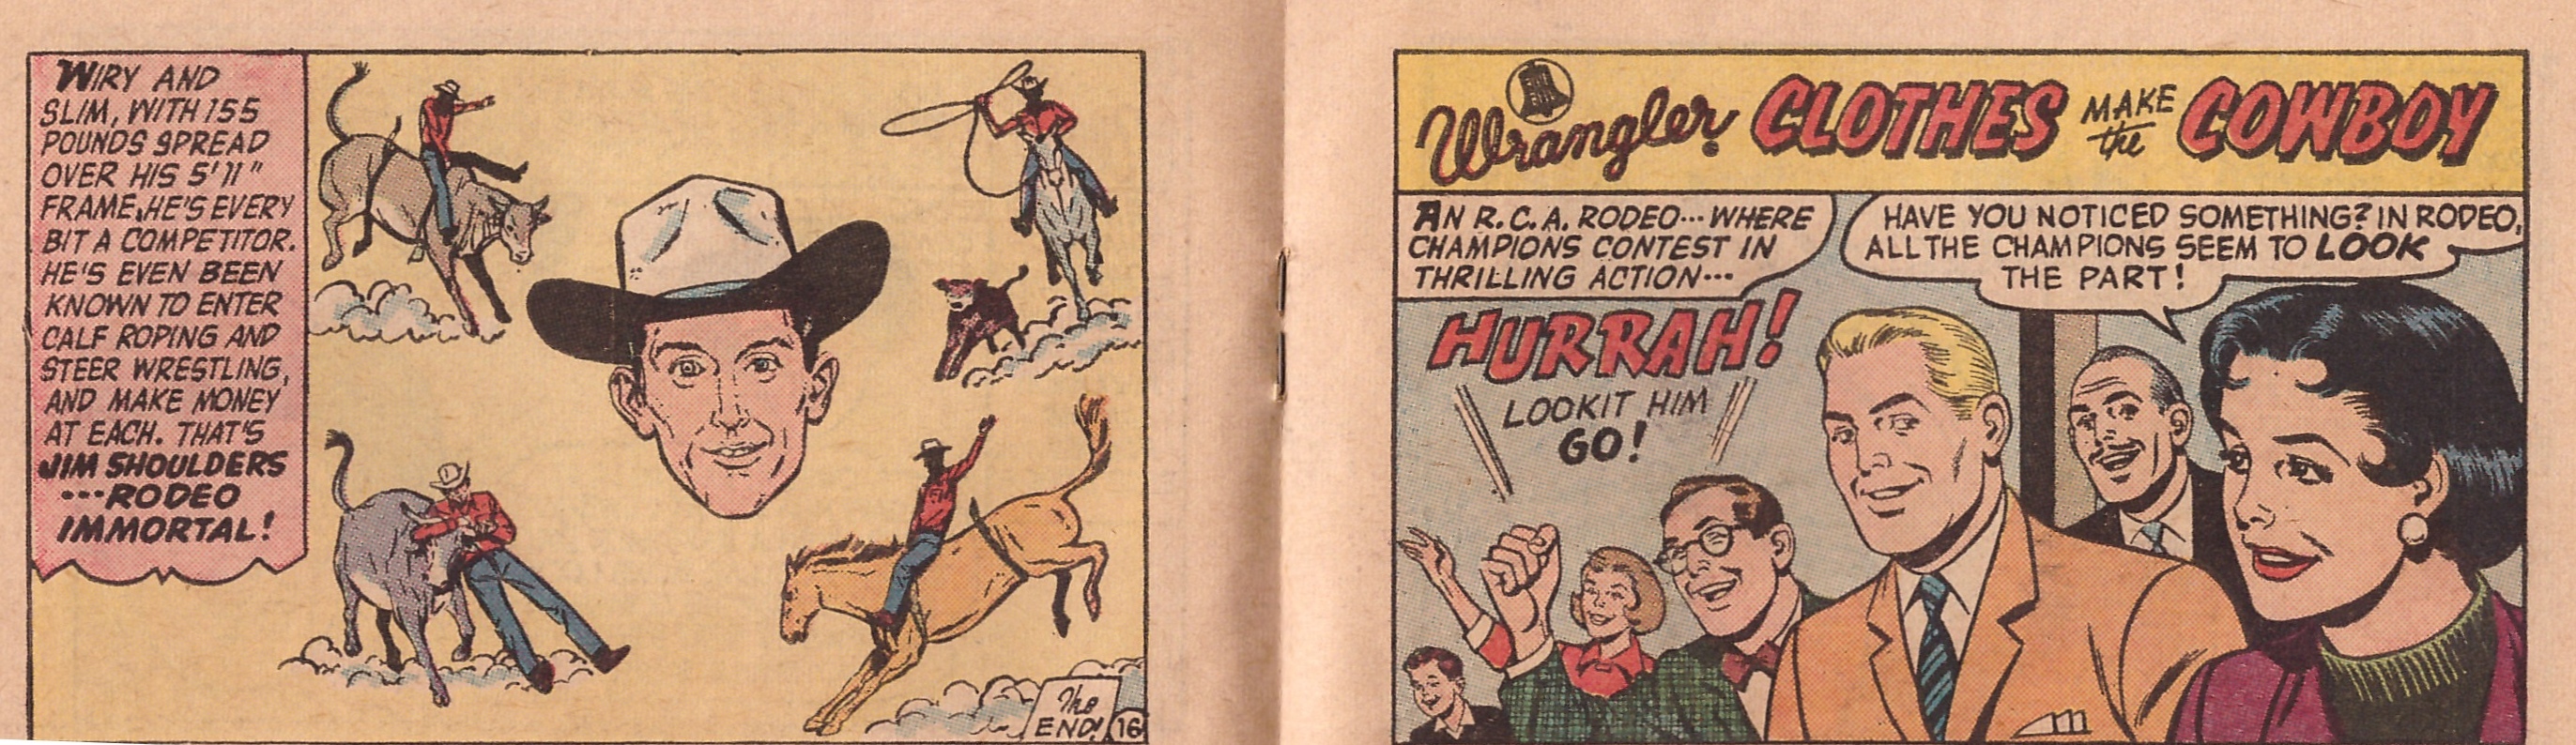 WIRY AND
SLIM, WITH 155
POUNDS SPREAD
OVER HIS 5'11"
FRAME, HE'S EVERY
BIT A COMPETITOR.
HE'S EVEN BEEN
KNOWN TO ENTER
CALF ROPING AND
STEER WRESTLING,
AND MAKE MONEY
AT EACH. THAT'S
JIM SHOULDERS
...RODEO
IMMORTAL!
The
END!
16
Wrangler CLOTHES MAKE the COWBOY
AN R.C.A. RODEO... WHERE
CHAMPIONS CONTEST IN
THRILLING ACTION...
HAVE YOU NOTICED SOMETHING? IN RODEO,
ALL THE CHAMPIONS SEEM TO LOOK
THE PART!
HURRAH!
LOOKIT HIM
GO!